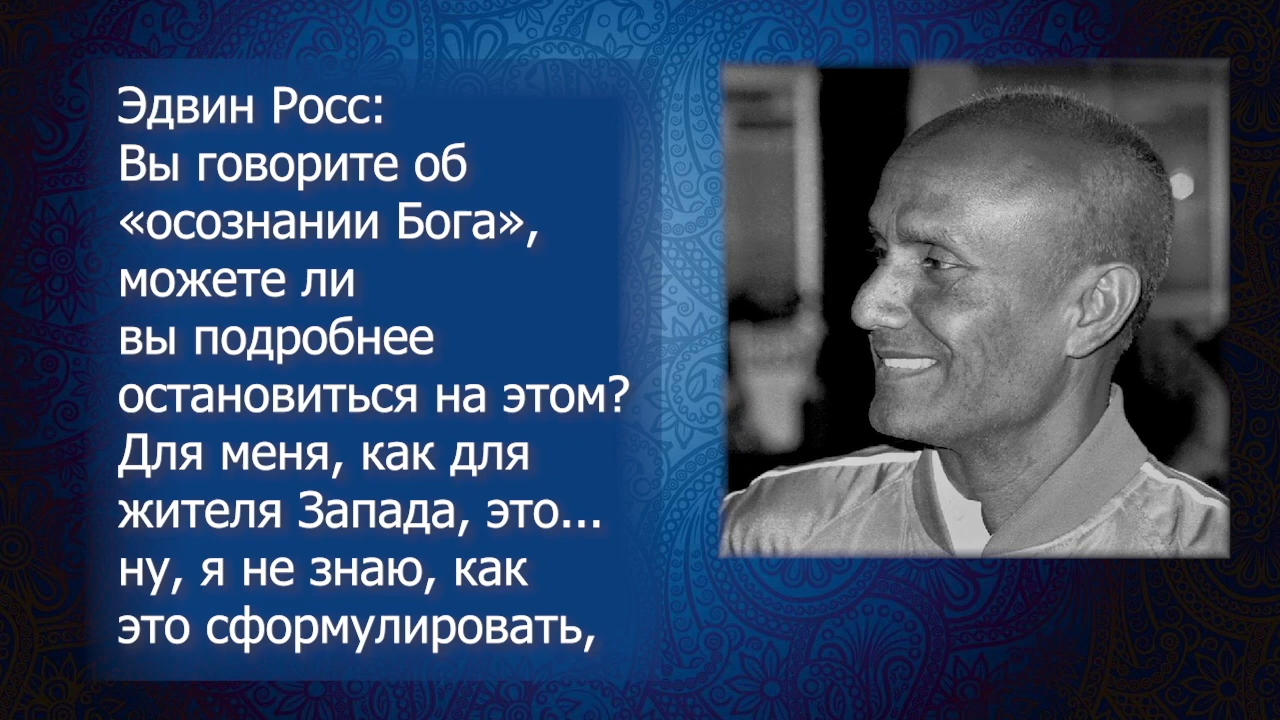 Эдвин Росс:
Вы говорите об
«осознании Бога»,
можете ли
вы подробнее
остановиться на этом?
Для меня, как для
жителя Запада, это...
ну, я не знаю, как
это сформулировать,